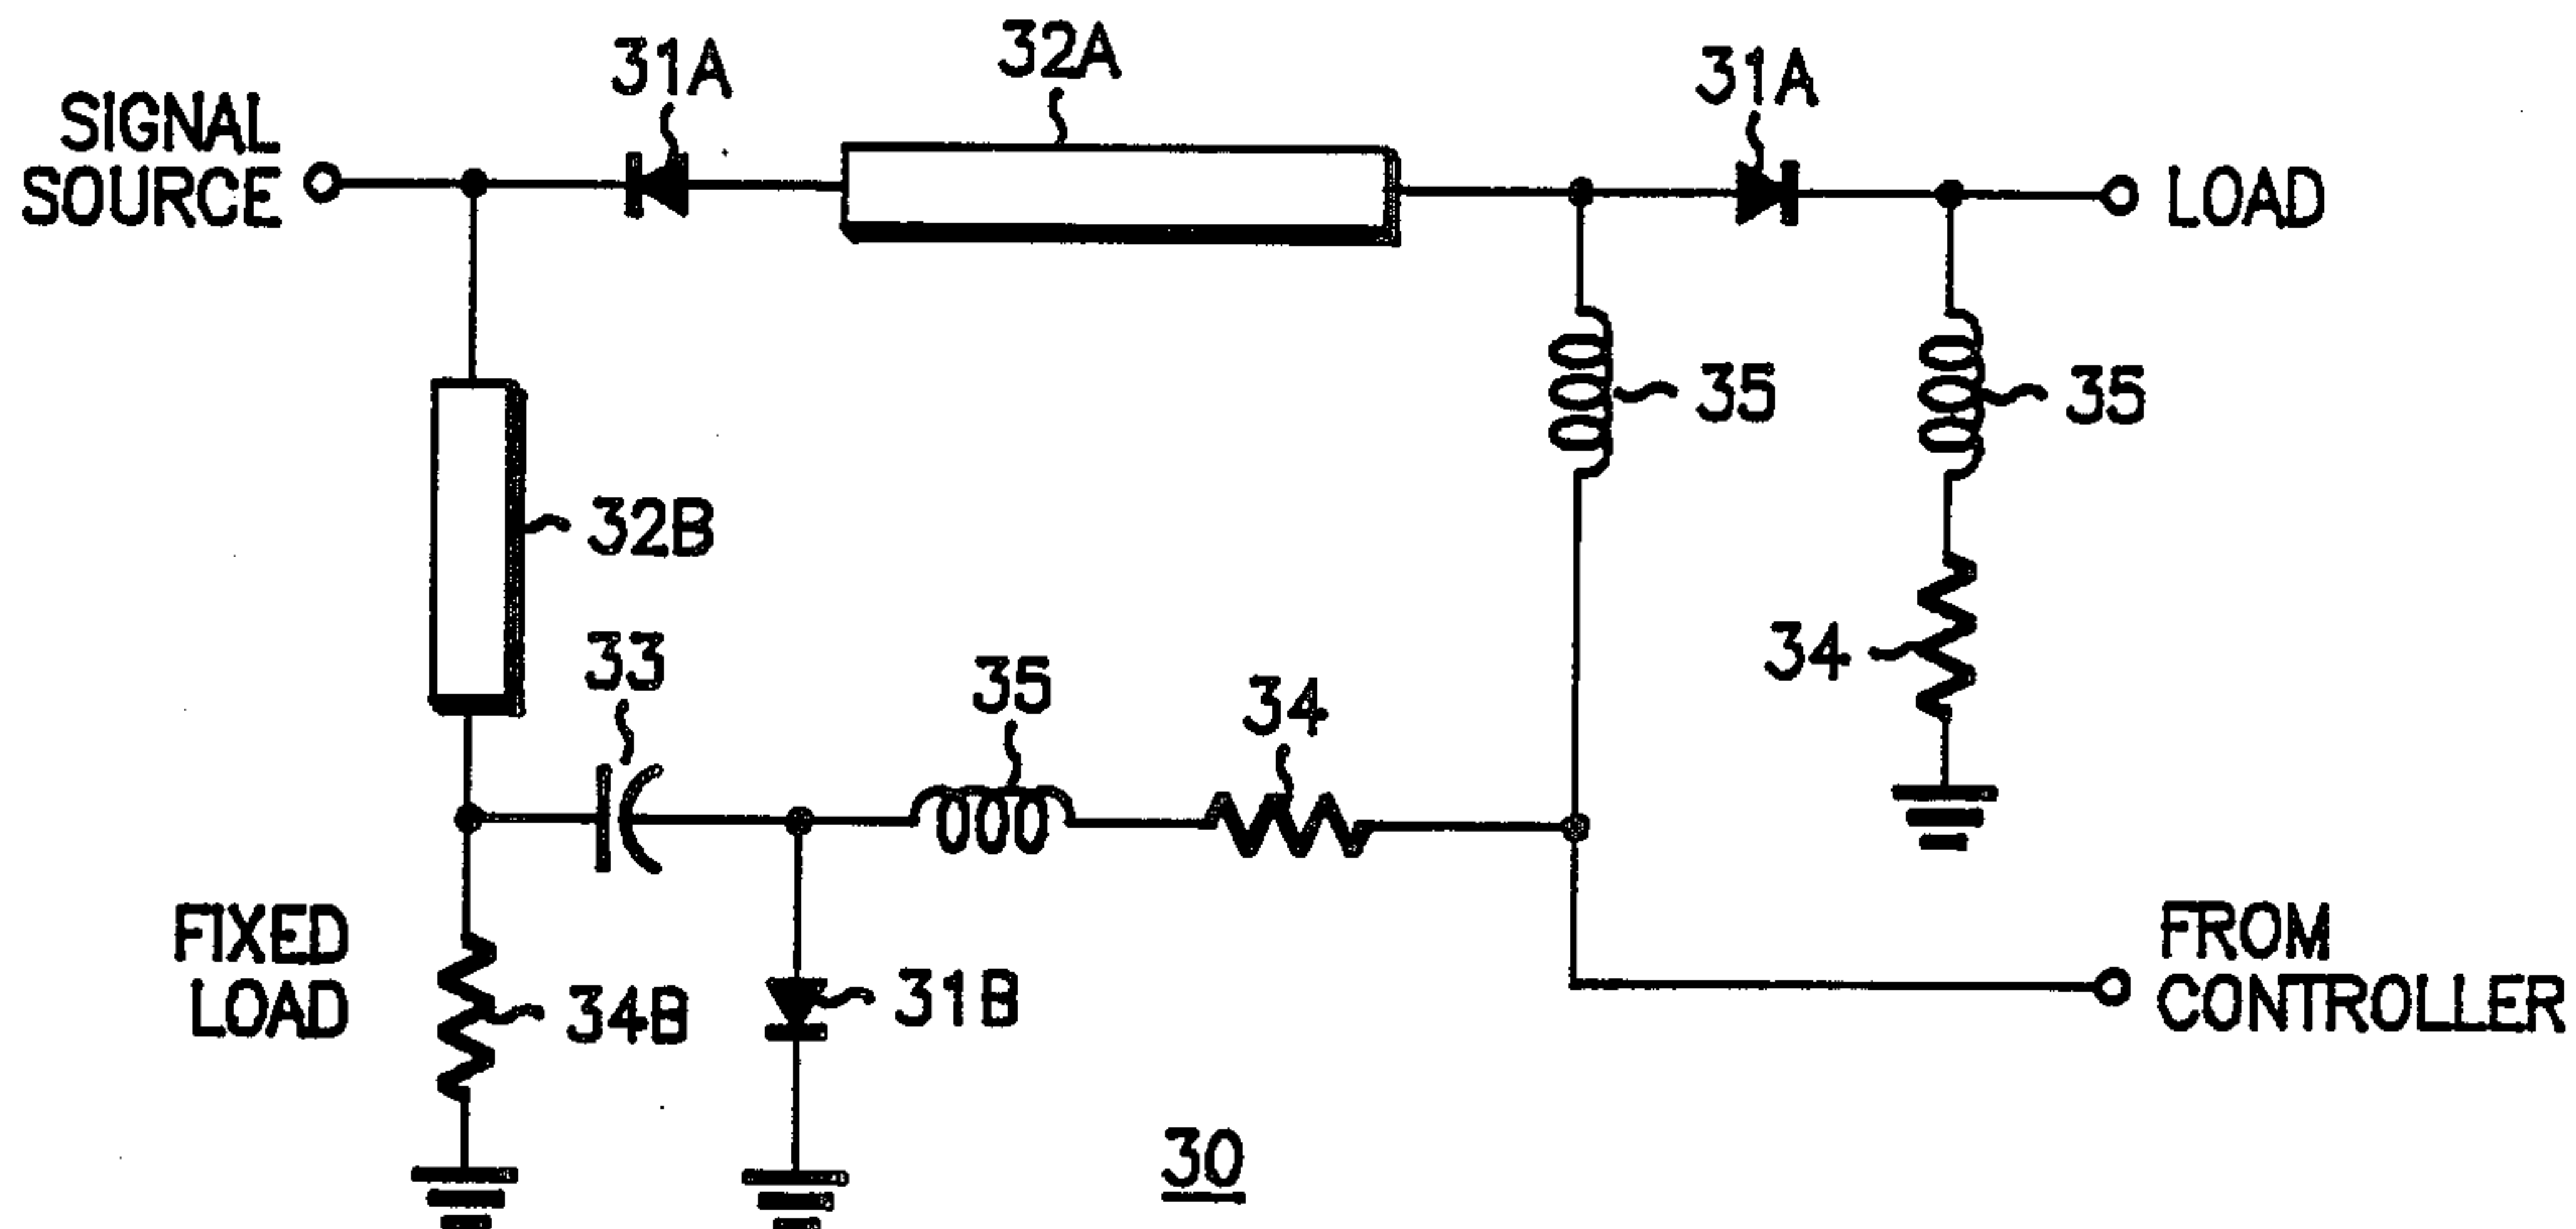 32A
31A
31A
SIGNAL
SOURCE
LOAD
35
35
32B
33
35
34
34
FIXED
LOAD
34B
31B
FROM
CONTROLLER
30